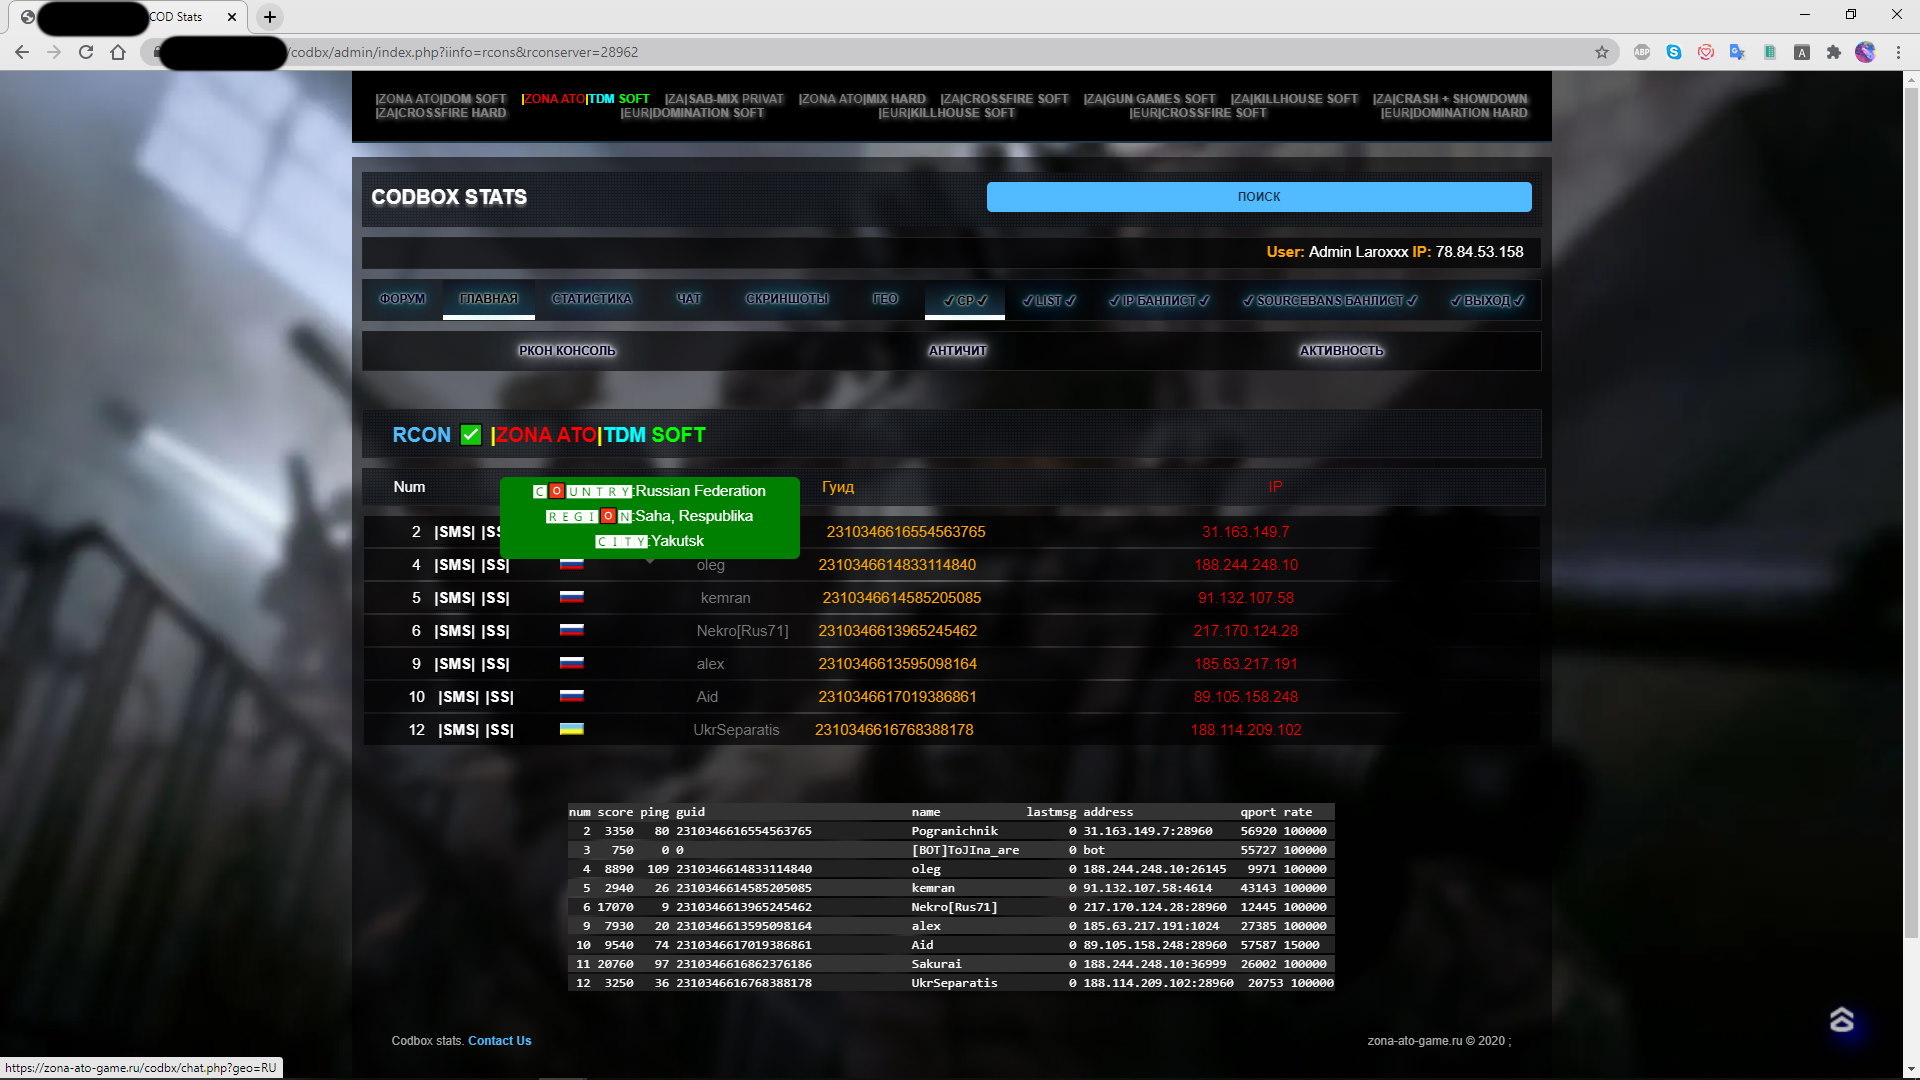 COD Stats
/codbx/admin/index.php?iinfo=rcons&rconserver=28962
|ZONA ATO|DOM SOFT |ZONA ATO|TDM SOFT |ZA|SAB-MIX PRIVAT |ZONA ATO|MIX HARD |ZA|CROSSFIRE SOFT |ZA|GUN GAMES SOFT |ZA|KILLHOUSE SOFT |ZA|CRASH + SHOWDOWN
|ZA|CROSSFIRE HARD |EUR|DOMINATION SOFT |EUR|KILLHOUSE SOFT |EUR|CROSSFIRE SOFT |EUR|DOMINATION HARD
CODBOX STATS ПОИСК
User: Admin Laroxxx IP: 78.84.53.158
ФОРУМ ГЛАВНАЯ СТАТИСТИКА ЧАТ СКРИНШОТЫ ГЕО ✓ CP ✓ ✓ LIST ✓ ✓ IP БАНЛИСТ ✓ ✓ SOURCEBANS БАНЛИСТ ✓ ✓ ВЫХОД ✓
РКОН КОНСОЛЬ АНТИЧИТ АКТИВНОСТЬ
RCON ✅ |ZONA ATO|TDM SOFT
Num Гуид IP
COUNTRY:Russian Federation
REGION:Saha, Respublika
CITY:Yakutsk
2 |SMS| |SS 2310346616554563765 31.163.149.7
4 |SMS| |SS| oleg 2310346614833114840 188.244.248.10
5 |SMS| |SS| kemran 2310346614585205085 91.132.107.58
6 |SMS| |SS| Nekro[Rus71] 2310346613965245462 217.170.124.28
9 |SMS| |SS| alex 2310346613595098164 185.63.217.191
10 |SMS| |SS| Aid 2310346617019386861 89.105.158.248
12 |SMS| |SS| UkrSeparatis 2310346616768388178 188.114.209.102
num score ping guid name lastmsg address qport rate
2 3350 80 2310346616554563765 Pogranichnik 0 31.163.149.7:28960 56920 100000
3 750 0 0 [BOT]ToJIna_are 0 bot 55727 100000
4 8890 109 2310346614833114840 oleg 0 188.244.248.10:26145 9971 100000
5 2940 26 2310346614585205085 kemran 0 91.132.107.58:4614 43143 100000
6 17070 9 2310346613965245462 Nekro[Rus71] 0 217.170.124.28:28960 12445 100000
9 7930 20 2310346613595098164 alex 0 185.63.217.191:1024 27385 100000
10 9540 74 2310346617019386861 Aid 0 89.105.158.248:28960 57587 15000
11 20760 97 2310346616862376186 Sakurai 0 188.244.248.10:36999 26002 100000
12 3250 36 2310346616768388178 UkrSeparatis 0 188.114.209.102:28960 20753 100000
Codbox stats. Contact Us zona-ato-game.ru © 2020 ;
https://zona-ato-game.ru/codbx/chat.php?geo=RU